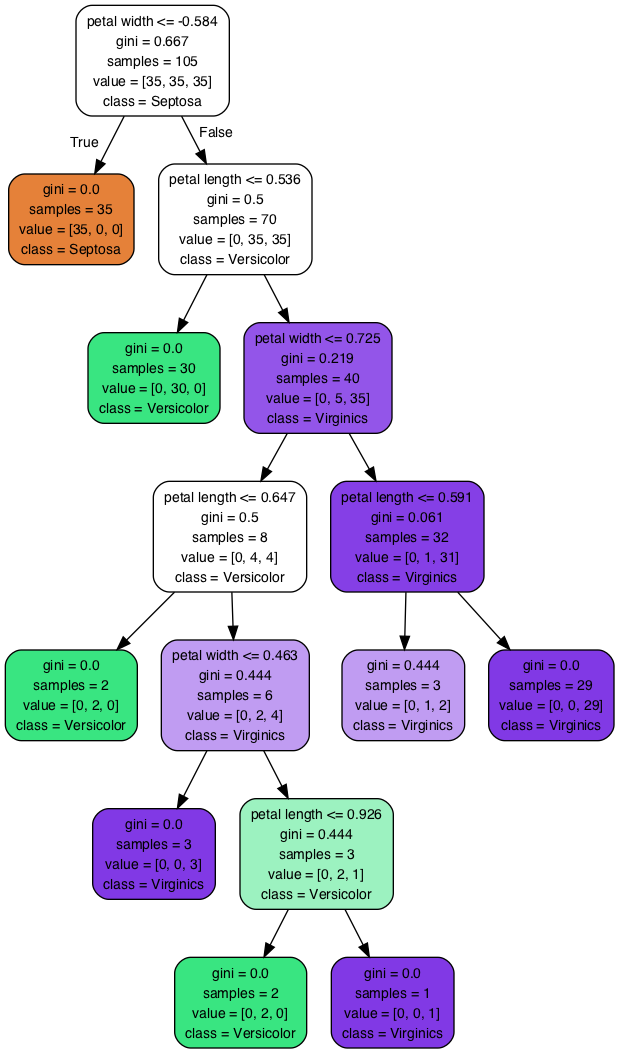 petal width <= -0.584
gini = 0.667
samples = 105
value = [35, 35, 35]
class = Septosa
True
False
gini = 0.0
samples = 35
value = [35, 0, 0]
class = Septosa
petal length <= 0.536
gini = 0.5
samples = 70
value = [0, 35, 35]
class = Versicolor
gini = 0.0
samples = 30
value = [0, 30, 0]
class = Versicolor
petal width <= 0.725
gini = 0.219
samples = 40
value = [0, 5, 35]
class = Virginics
petal length <= 0.647
gini = 0.5
samples = 8
value = [0, 4, 4]
class = Versicolor
petal length <= 0.591
gini = 0.061
samples = 32
value = [0, 1, 31]
class = Virginics
gini = 0.0
samples = 2
value = [0, 2, 0]
class = Versicolor
petal width <= 0.463
gini = 0.444
samples = 6
value = [0, 2, 4]
class = Virginics
gini = 0.444
samples = 3
value = [0, 1, 2]
class = Virginics
gini = 0.0
samples = 29
value = [0, 0, 29]
class = Virginics
gini = 0.0
samples = 3
value = [0, 0, 3]
class = Virginics
petal length <= 0.926
gini = 0.444
samples = 3
value = [0, 2, 1]
class = Versicolor
gini = 0.0
samples = 2
value = [0, 2, 0]
class = Versicolor
gini = 0.0
samples = 1
value = [0, 0, 1]
class = Virginics